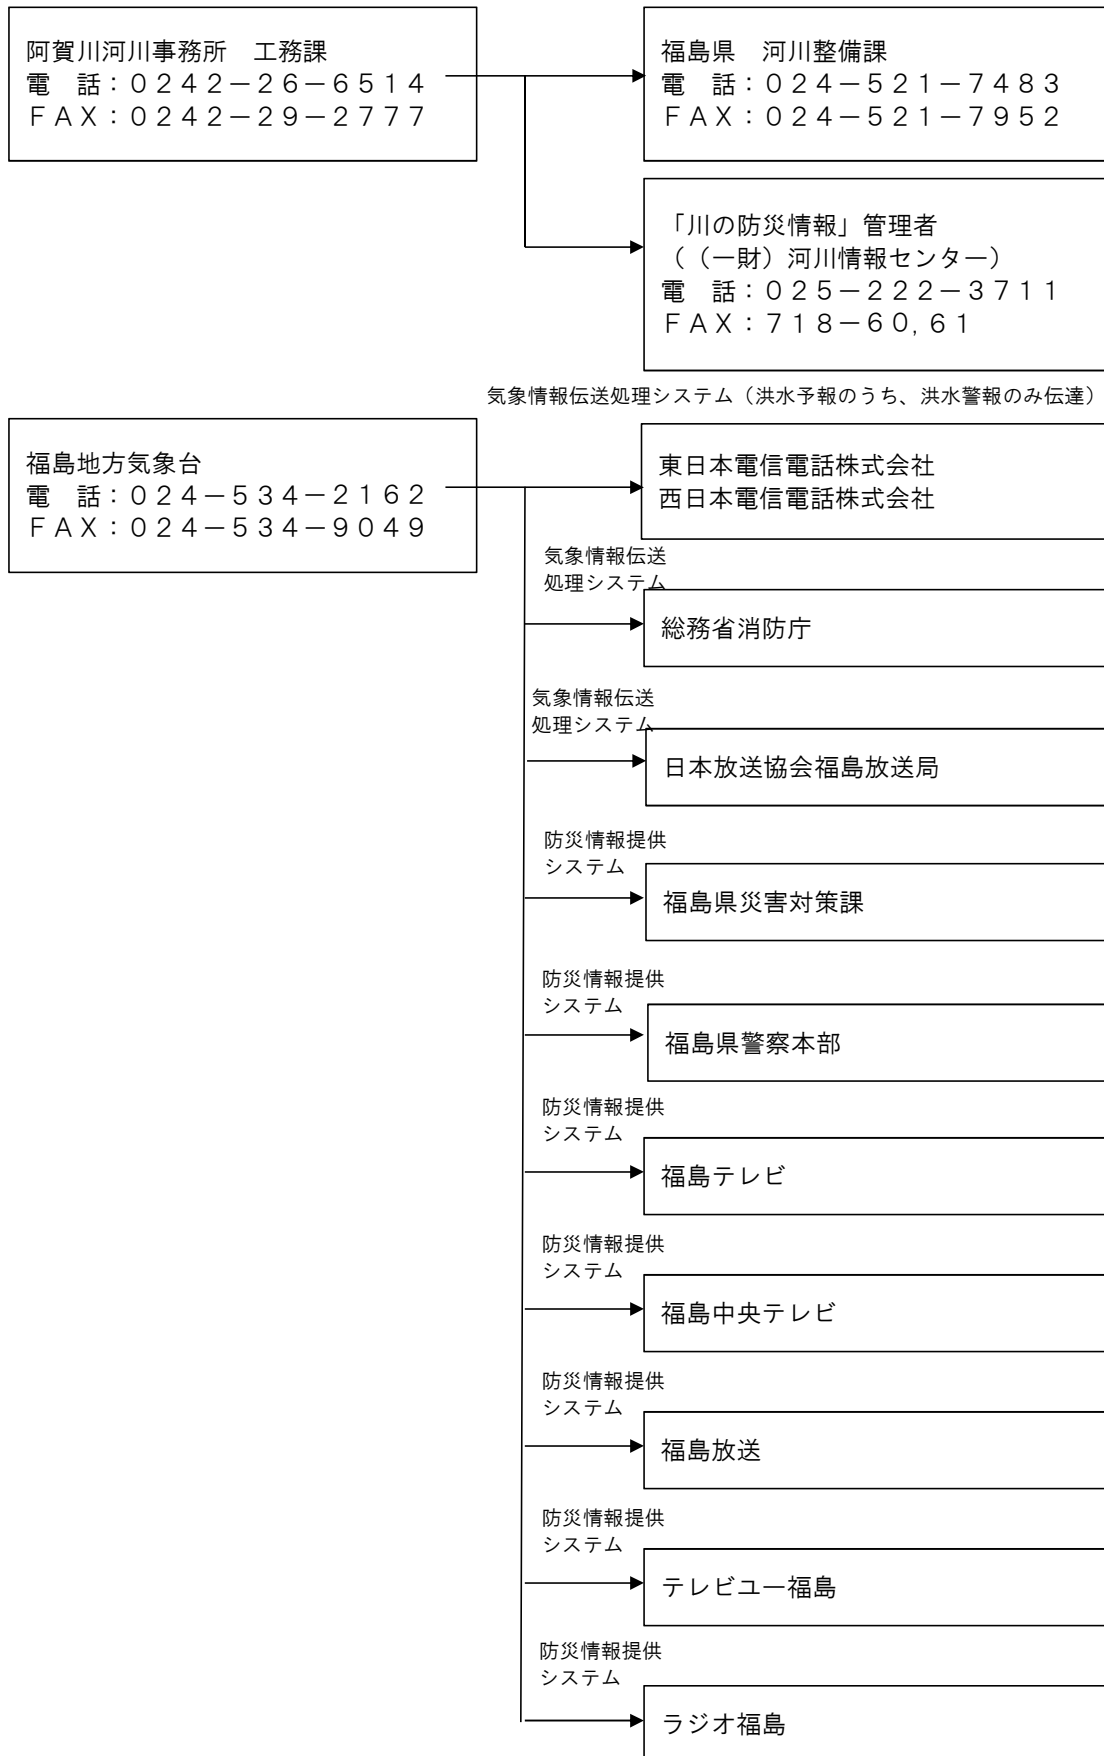 阿賀川河川事務所　工務課
電　話：０２４２－２６－６５１４
ＦＡＸ：０２４２－２９－２７７７
福島県　河川整備課
電　話：０２４－５２１－７４８３
ＦＡＸ：０２４－５２１－７９５２
「川の防災情報」管理者
（（一財）河川情報センター）
電　話：０２５－２２２－３７１１
ＦＡＸ：７１８－６０,６１
気象情報伝送処理システム（洪水予報のうち、洪水警報のみ伝達）
福島地方気象台
電　話：０２４－５３４－２１６２
ＦＡＸ：０２４－５３４－９０４９
東日本電信電話株式会社
西日本電信電話株式会社
気象情報伝送
処理システム
総務省消防庁
気象情報伝送
処理システム
日本放送協会福島放送局
防災情報提供
システム
福島県災害対策課
防災情報提供
システム
福島県警察本部
防災情報提供
システム
福島テレビ
防災情報提供
システム
福島中央テレビ
防災情報提供
システム
福島放送
防災情報提供
システム
テレビユー福島
防災情報提供
システム
ラジオ福島